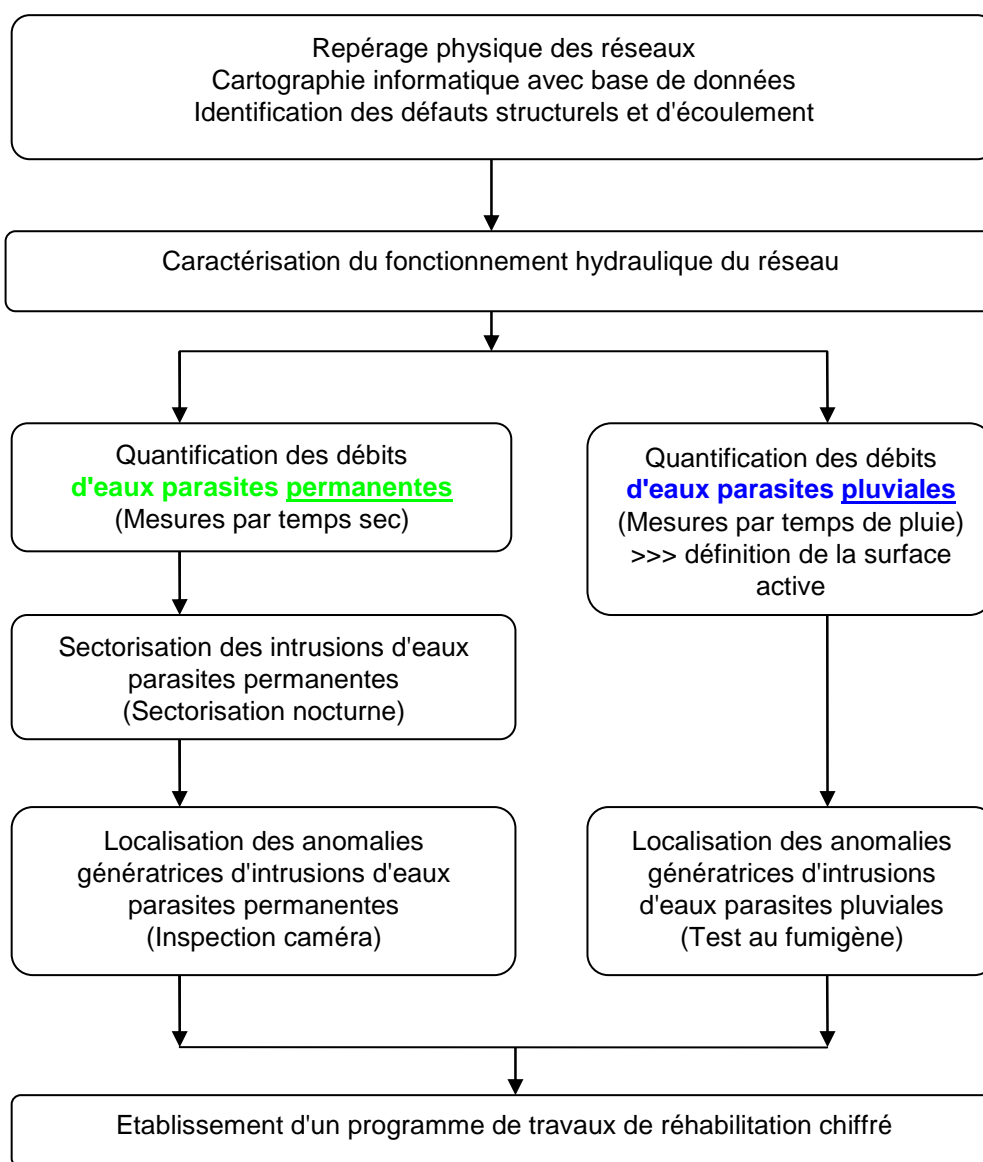 Repérage physique des réseaux
Cartographie informatique avec base de données
Identification des défauts structurels et d'écoulement
Caractérisation du fonctionnement hydraulique du réseau
Quantification des débits
d'eaux parasites permanentes
(Mesures par temps sec)
Quantification des débits
d'eaux parasites pluviales
(Mesures par temps de pluie)
>>> définition de la surface
active
Sectorisation des intrusions d'eaux
parasites permanentes
(Sectorisation nocturne)
Localisation des anomalies
génératrices d'intrusions d'eaux
parasites permanentes
(Inspection caméra)
Localisation des anomalies
génératrices d'intrusions
d'eaux parasites pluviales
(Test au fumigène)
Etablissement d'un programme de travaux de réhabilitation chiffré